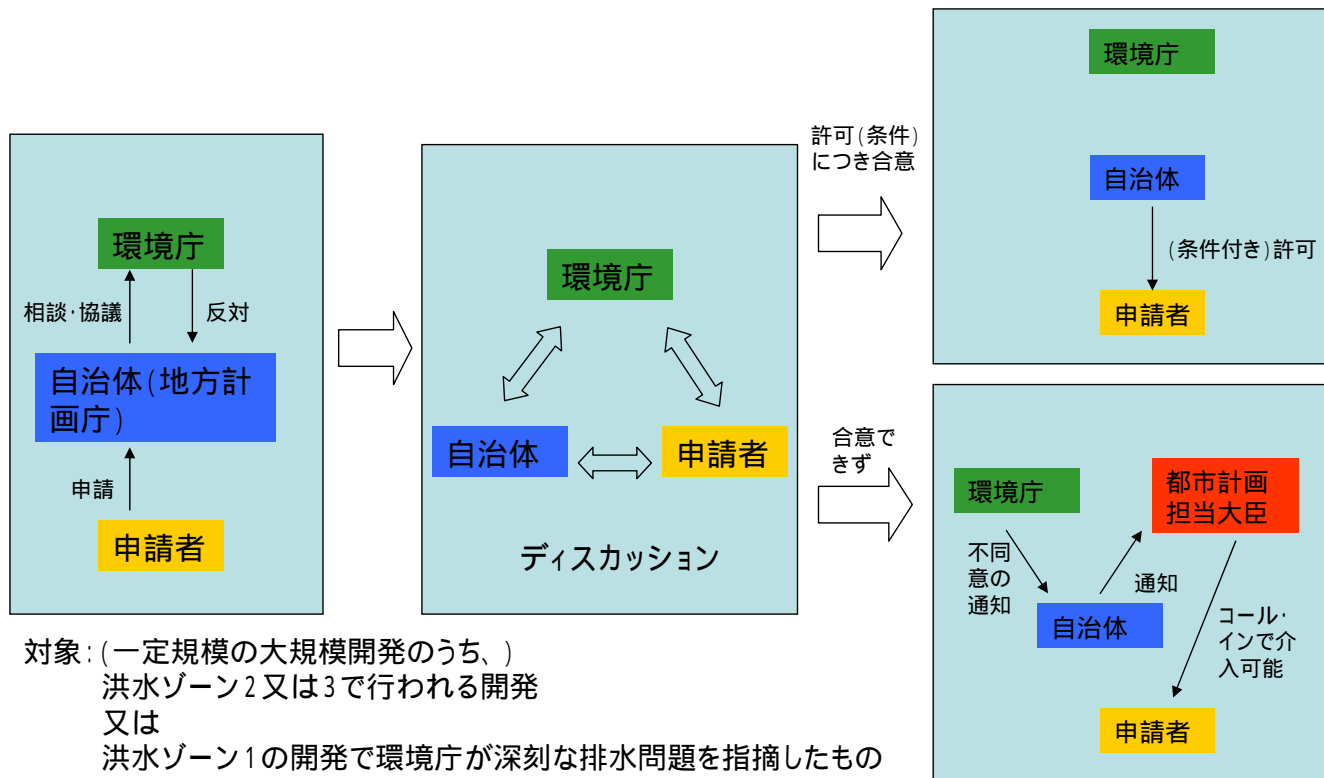 環境庁
相談・協議
反対
自治体(地方計
画庁)
申請
申請者
環境庁
自治体
申請者
ディスカッション
許可(条件)
につき合意
環境庁
自治体
(条件付き)許可
申請者
合意で
きず
環境庁
都市計画
担当大臣
不同
意の
通知
通知
自治体
コール・
インで介
入可能
申請者
対象:(一定規模の大規模開発のうち、)
洪水ゾーン2又は3で行われる開発
又は
洪水ゾーン1の開発で環境庁が深刻な排水問題を指摘したもの